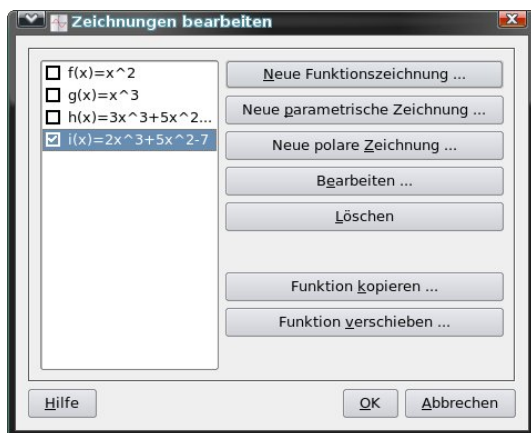 Zeichnungen bearbeiten
f(x)=x^2
g(x)=x^3
h(x)=3x^3+5x^2...
i(x)=2x^3+5x^2-7
Neue Funktionszeichnung ...
Neue parametrische Zeichnung ...
Neue polare Zeichnung ...
Bearbeiten ...
Löschen
Funktion kopieren ...
Funktion verschieben ...
Hilfe
OK
Abbrechen